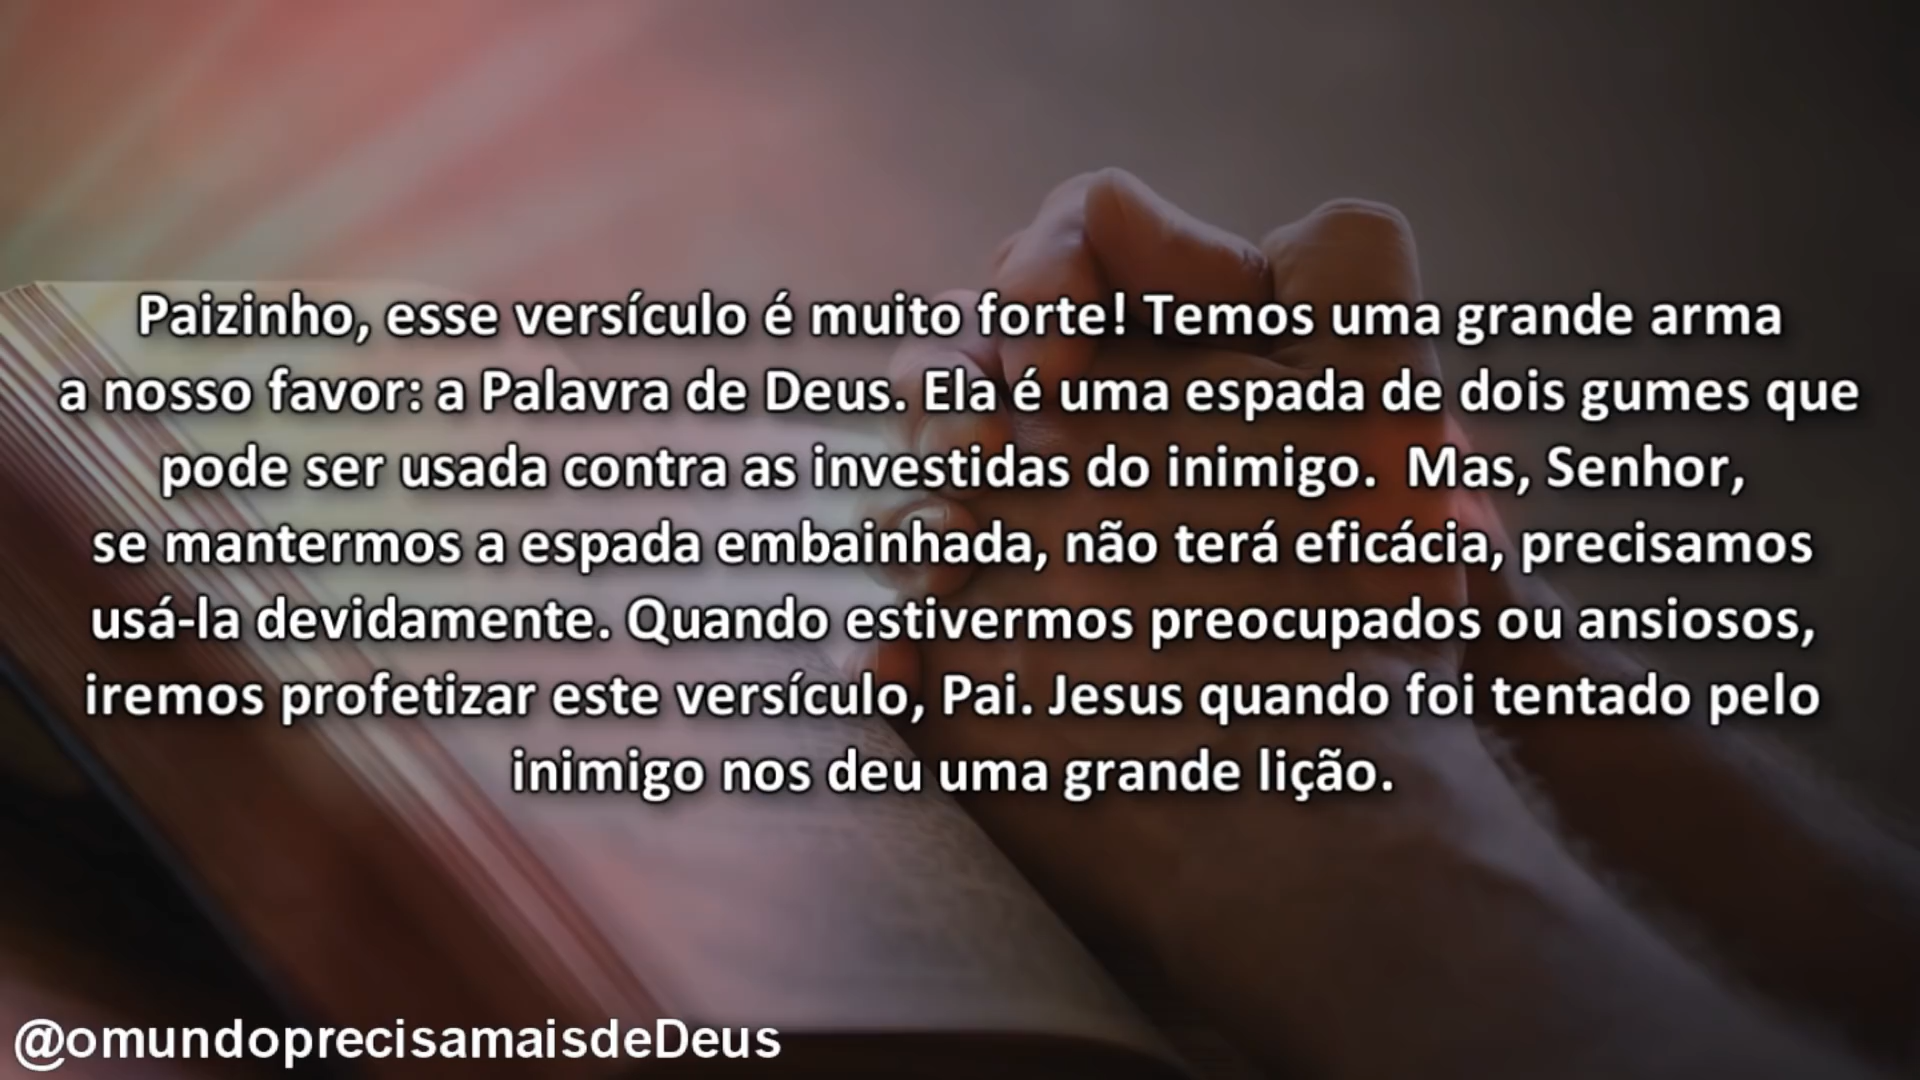 Paizinho, esse versículo é muito forte! Temos uma grande arma
a nosso favor: a Palavra de Deus. Ela é uma espada de dois gumes que
pode ser usada contra as investidas do inimigo.  Mas, Senhor,
se mantermos a espada embainhada, não terá eficácia, precisamos
usá-la devidamente. Quando estivermos preocupados ou ansiosos,
iremos profetizar este versículo, Pai. Jesus quando foi tentado pelo
inimigo nos deu uma grande lição.
@omundoprecisamaisdeDeus